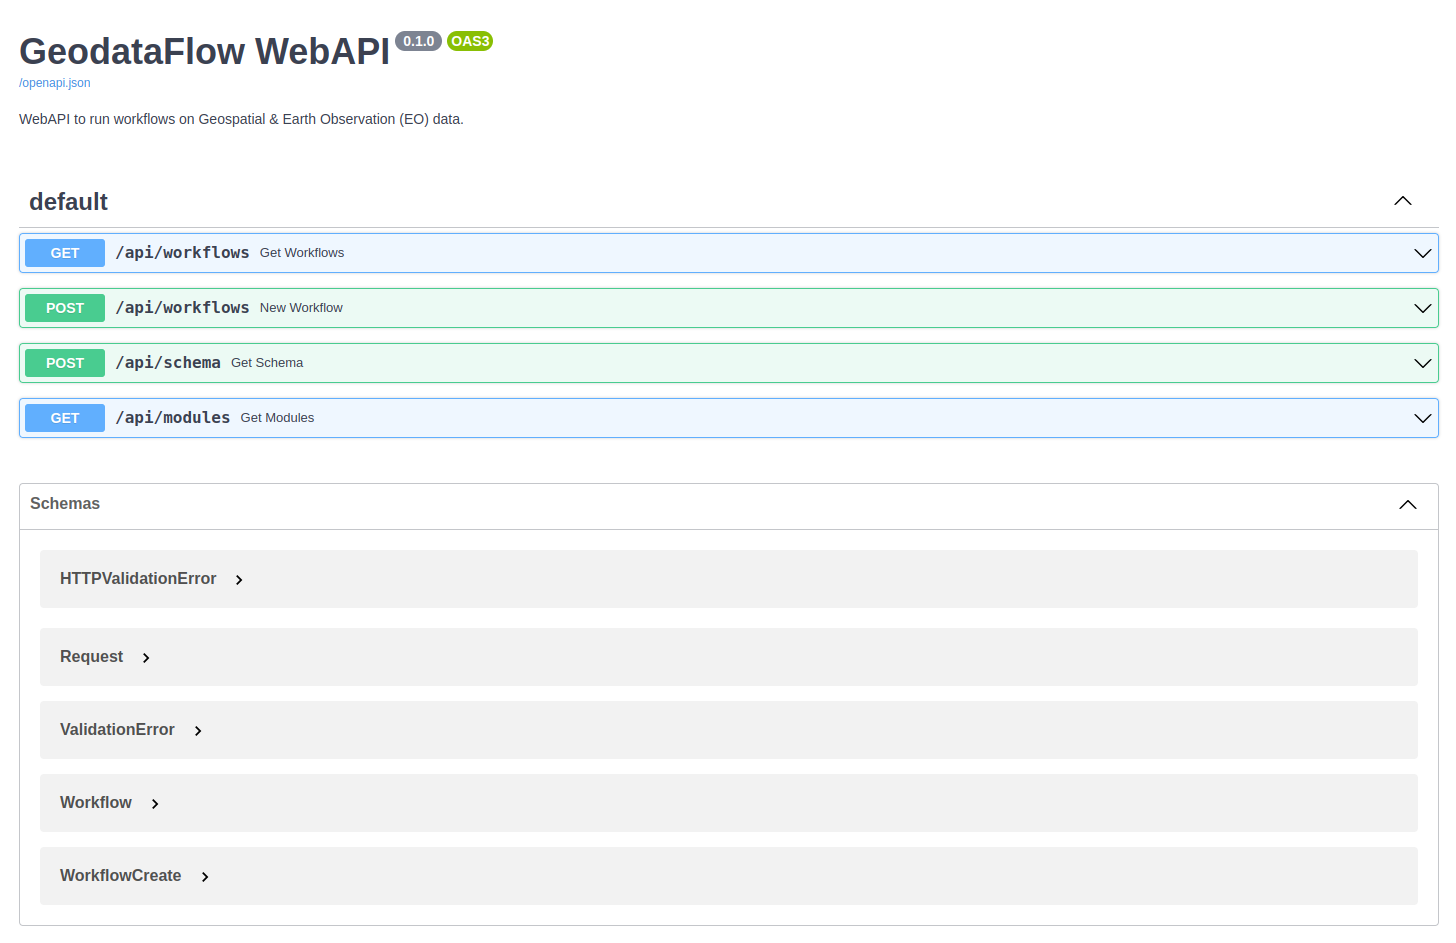 GeodataFlow WebAPI 0.1.0 OAS3
/openapi.json
WebAPI to run workflows on Geospatial & Earth Observation (EO) data.
default
GET /api/workflows Get Workflows
POST /api/workflows New Workflow
POST /api/schema Get Schema
GET /api/modules Get Modules
Schemas
HTTPValidationError
Request
ValidationError
Workflow
WorkflowCreate